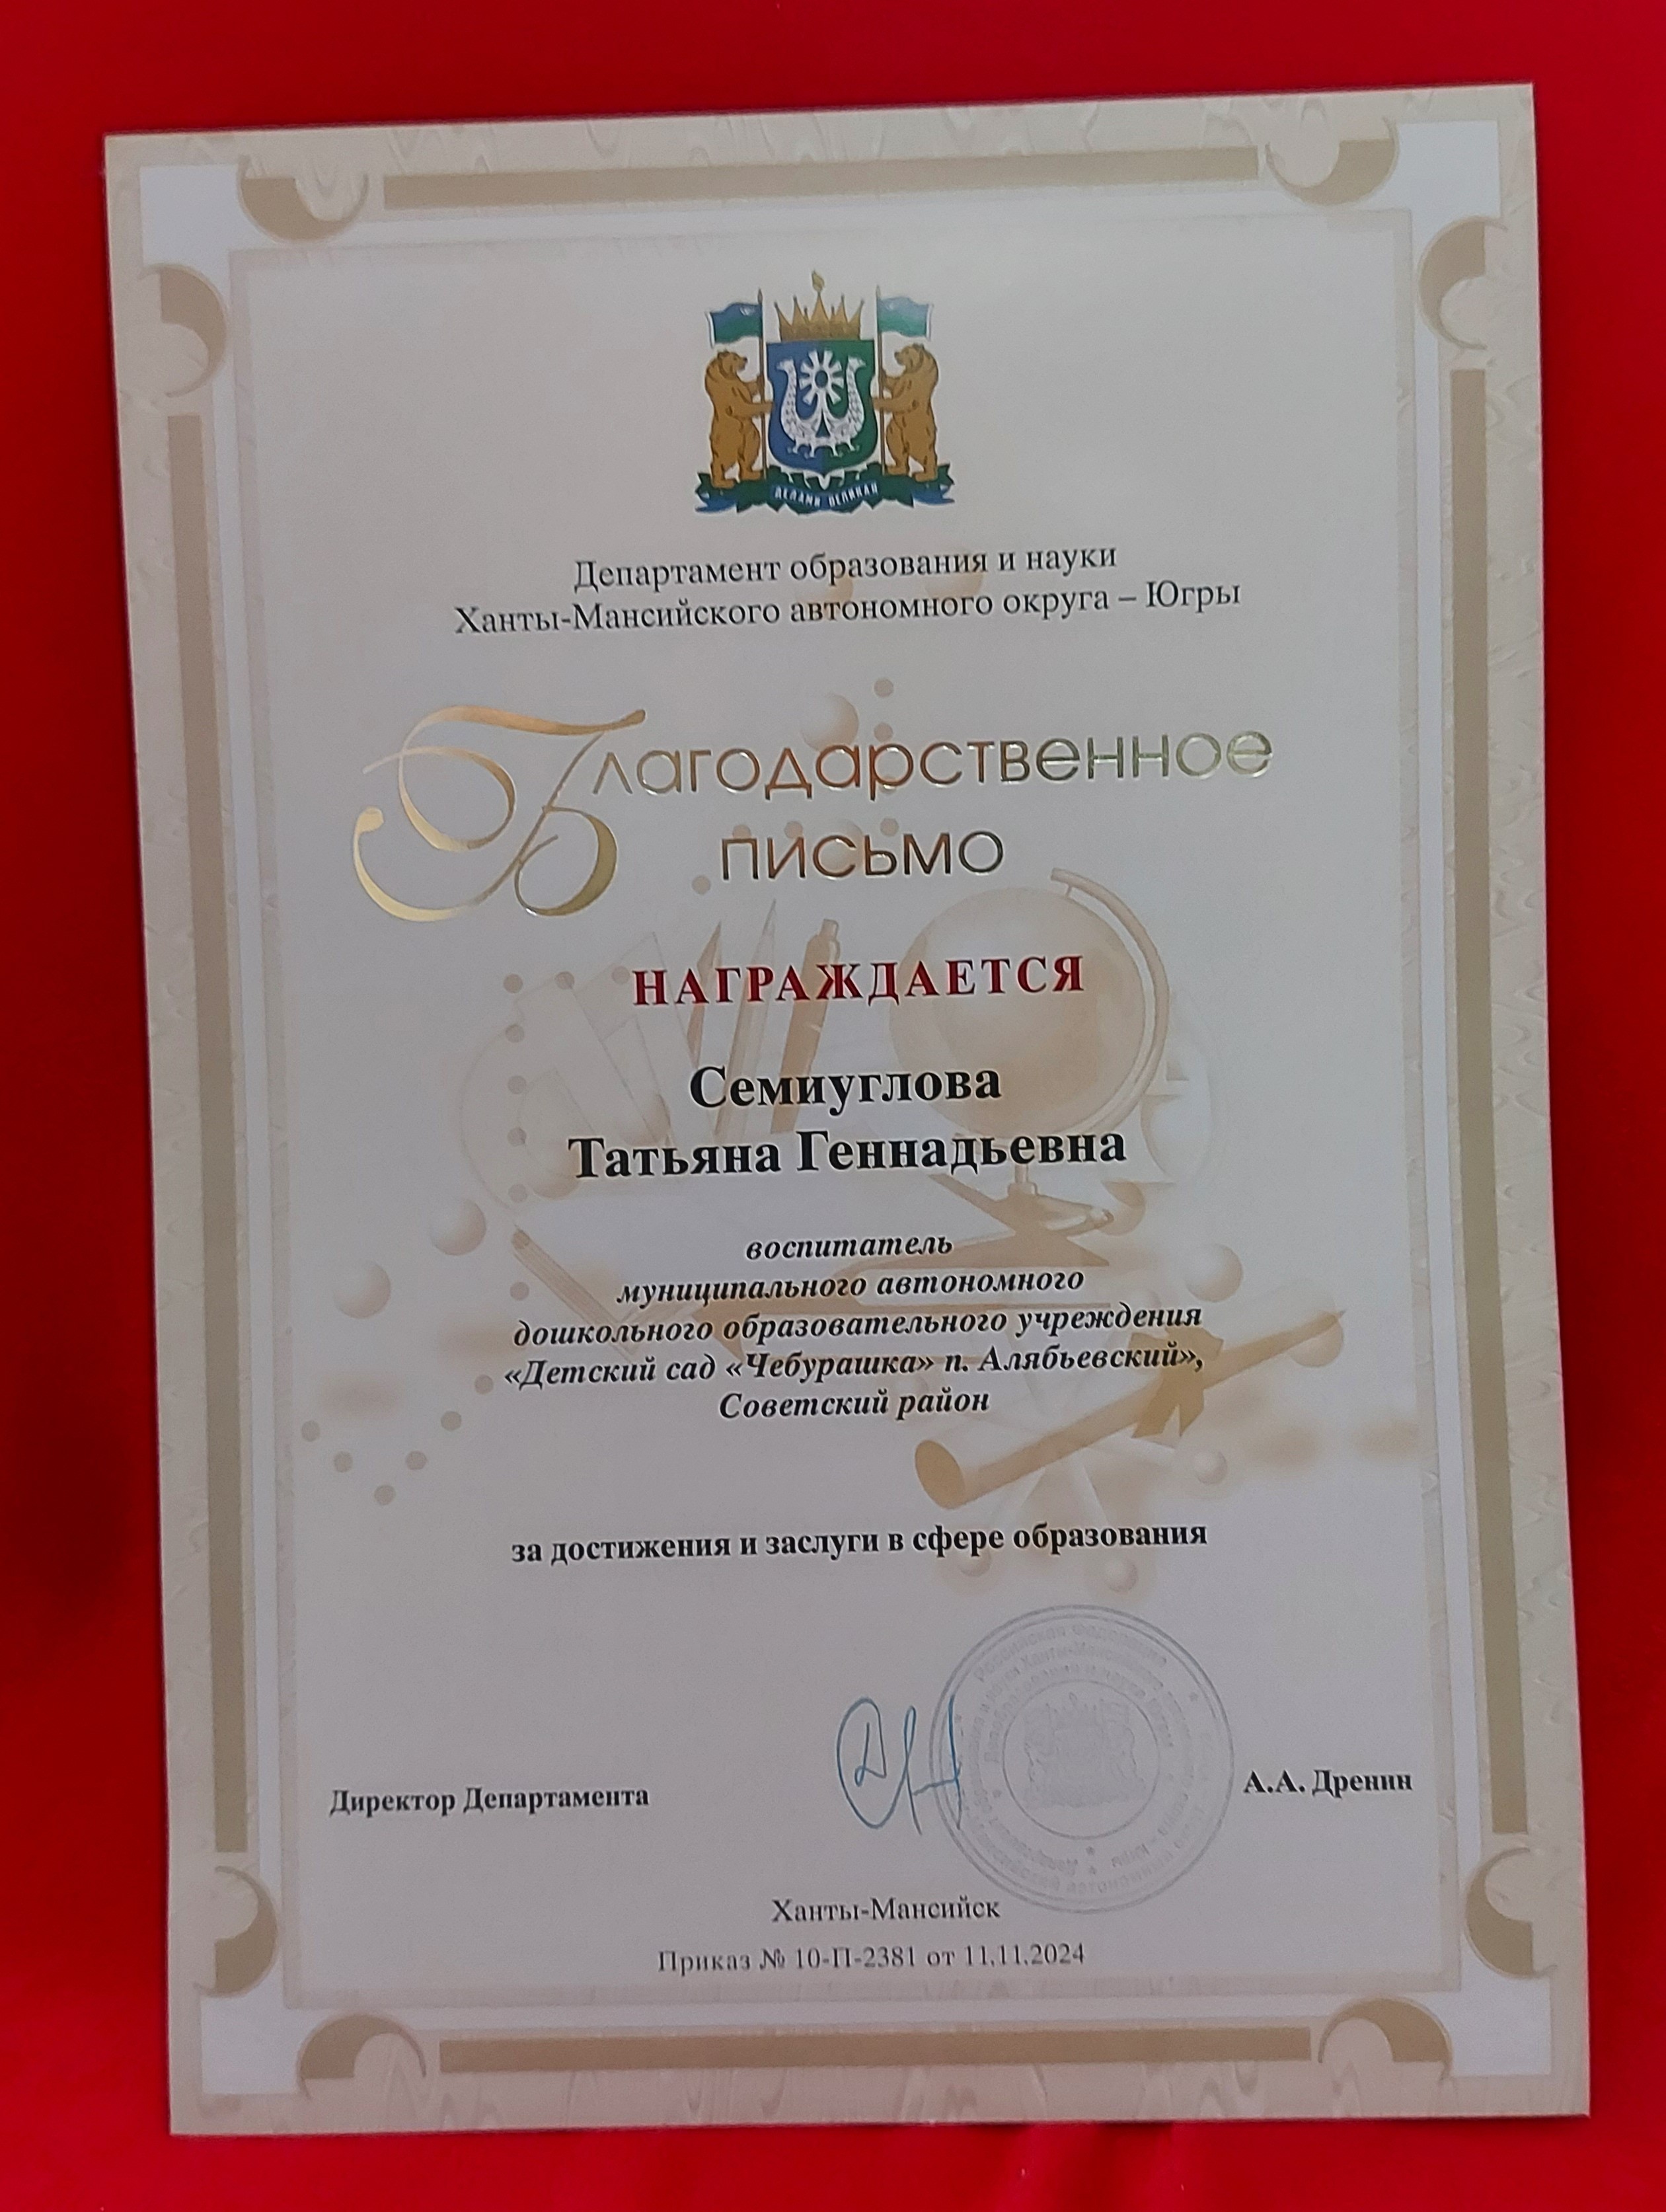 ДЕЛАМИ ВЕЛИКАЯ
Департамент образования и науки
Ханты-Мансийского автономного округа – Югры
Благодарственное
письмо
НАГРАЖДАЕТСЯ
Семиуглова
Татьяна Геннадьевна
воспитатель
муниципального автономного
дошкольного образовательного учреждения
«Детский сад «Чебурашка» п. Алябьевский»,
Советский район
за достижения и заслуги в сфере образования
Директор Департамента
А.А. Дренин
Ханты-Мансийск
Приказ № 10-П-2381 от 11.11.2024